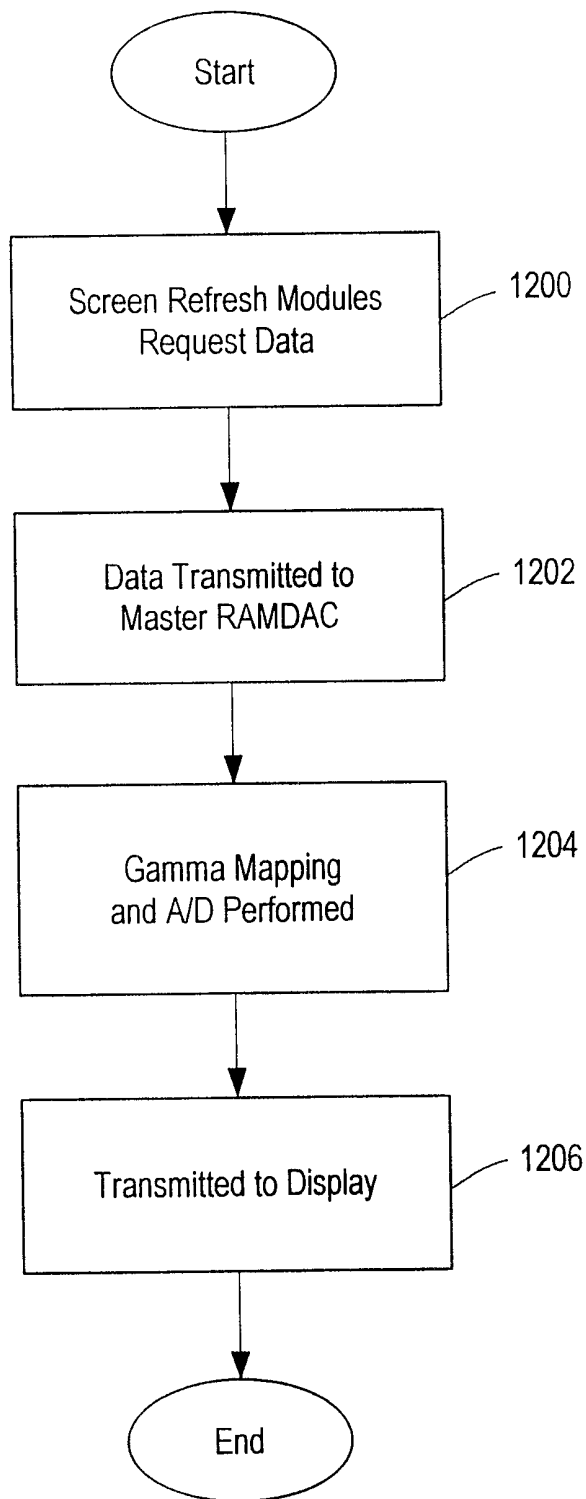 Start
Screen Refresh Modules
Request Data
1200
Data Transmitted to
Master RAMDAC
1202
Gamma Mapping
and A/D Performed
1204
Transmitted to Display
1206
End